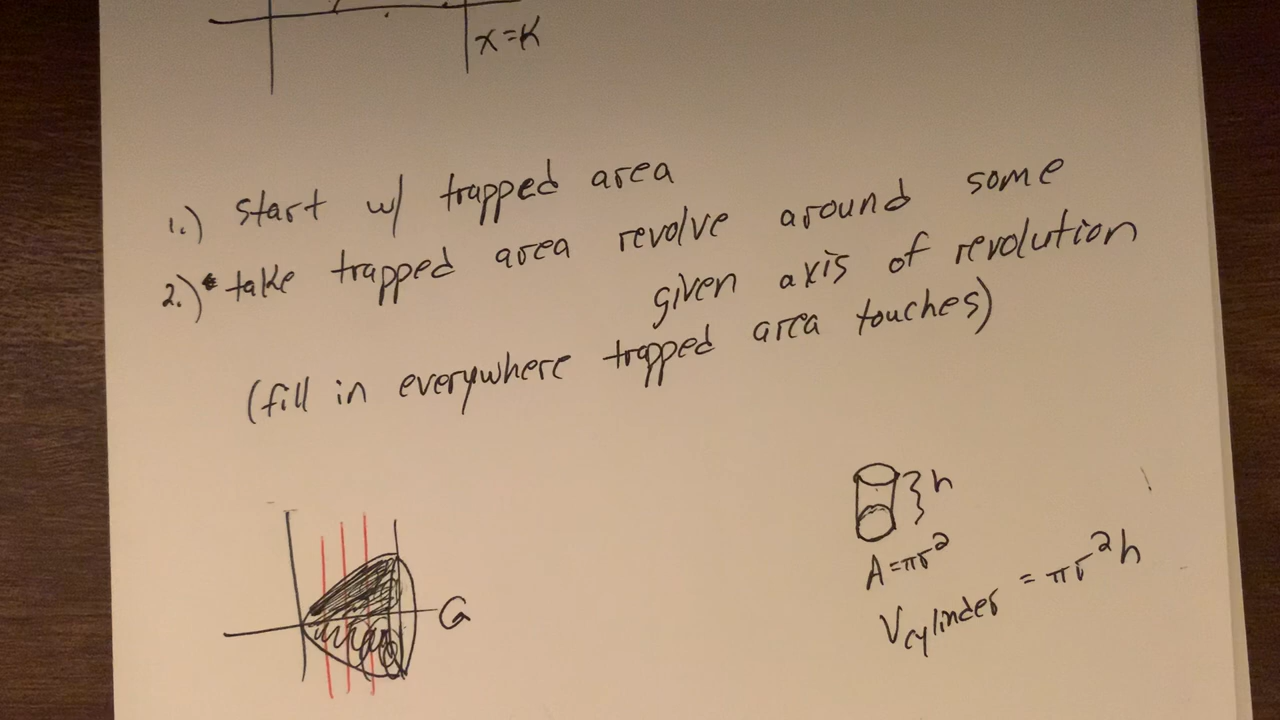 x=K
1.) start w/ trapped area
2.) take trapped area revolve around some
given axis of revolution
(fill in everywhere trapped area touches)
h
A=πr²
Vcylinder = πr²h